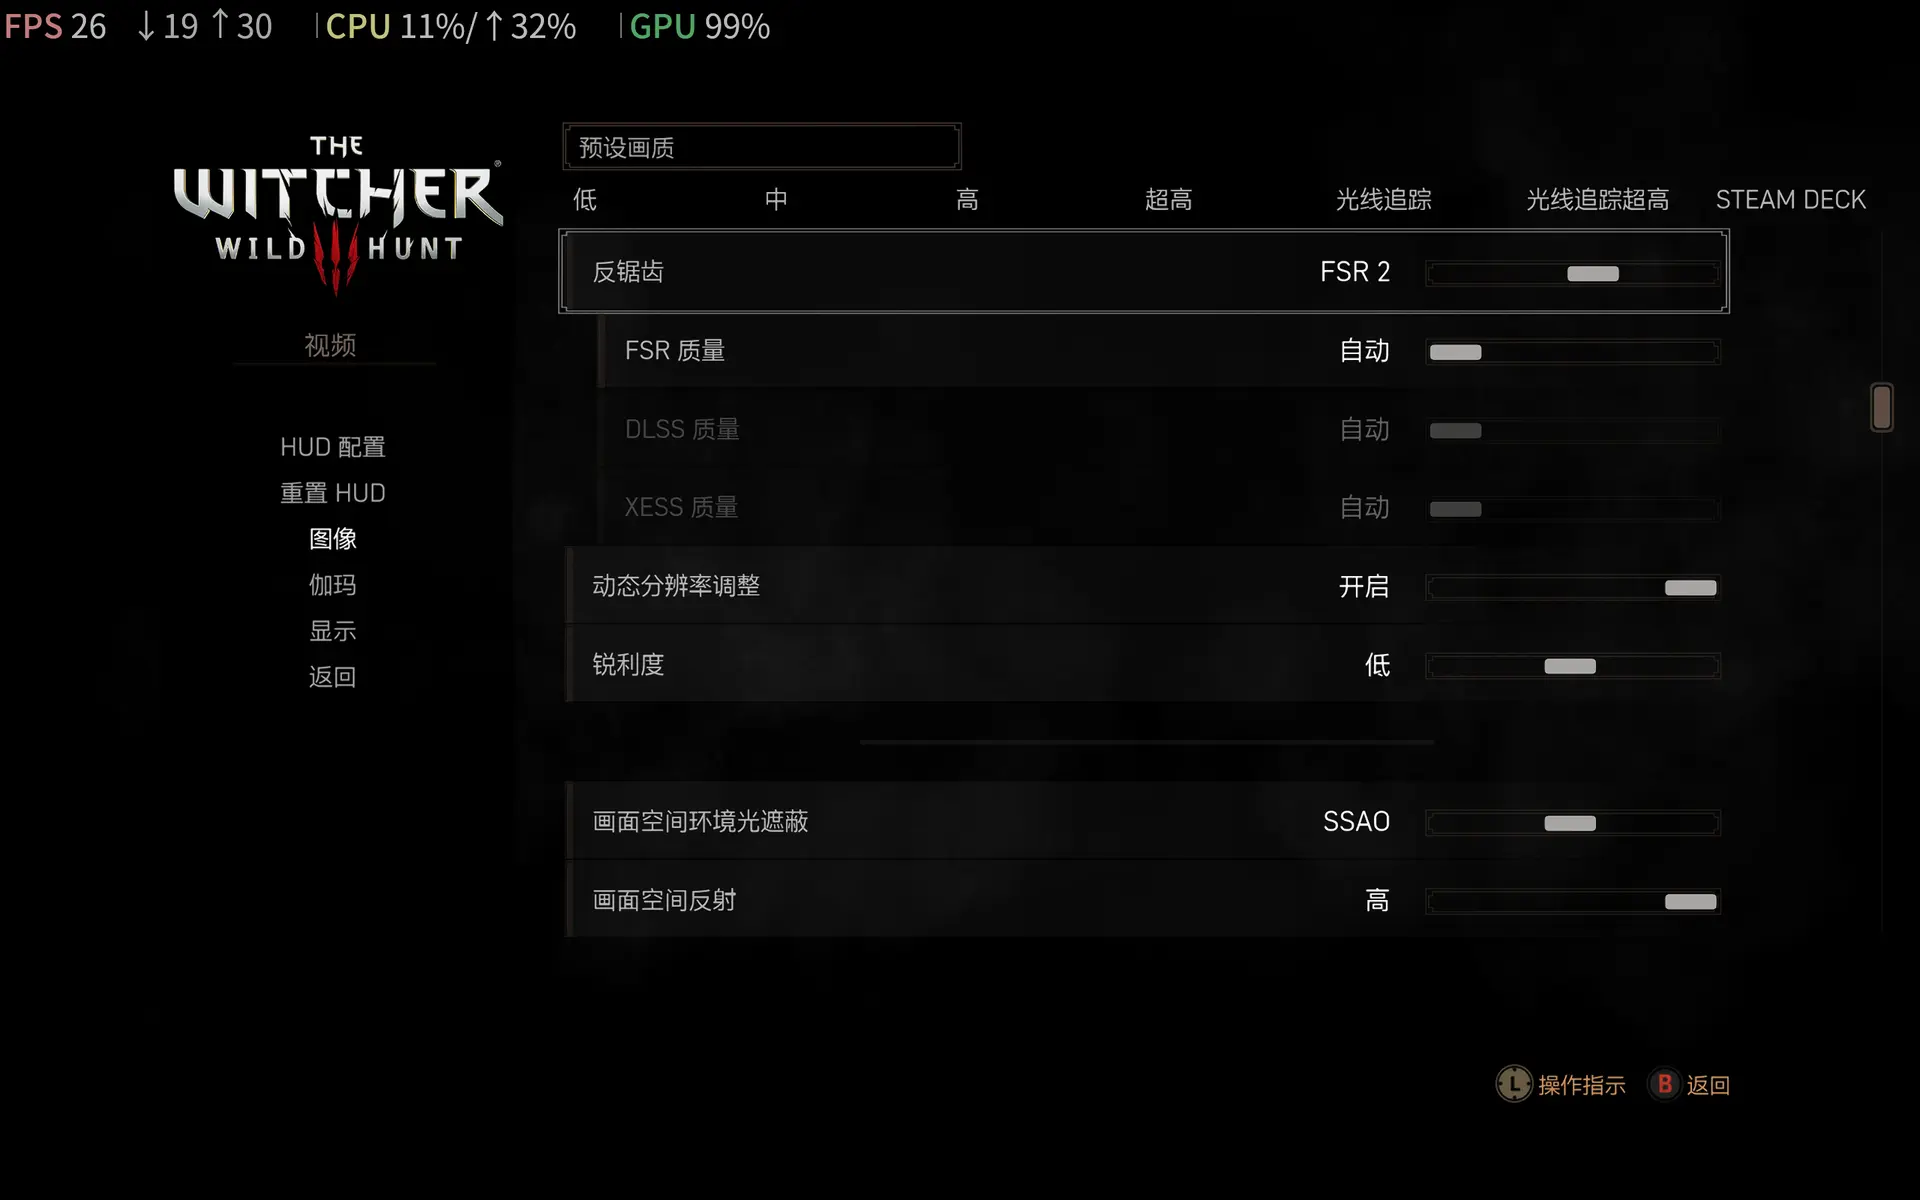 FPS 26 ↓19 ↑30 | CPU 11%/↑32% | GPU 99%
THE
WITCHER®
WILD HUNT
视频
HUD 配置
重置 HUD
图像
伽玛
显示
返回
预设画质
低 中 高 超高 光线追踪 光线追踪超高 STEAM DECK
反锯齿 FSR 2
FSR 质量 自动
DLSS 质量 自动
XESS 质量 自动
动态分辨率调整 开启
锐利度 低
画面空间环境光遮蔽 SSAO
画面空间反射 高
L 操作指示 B 返回